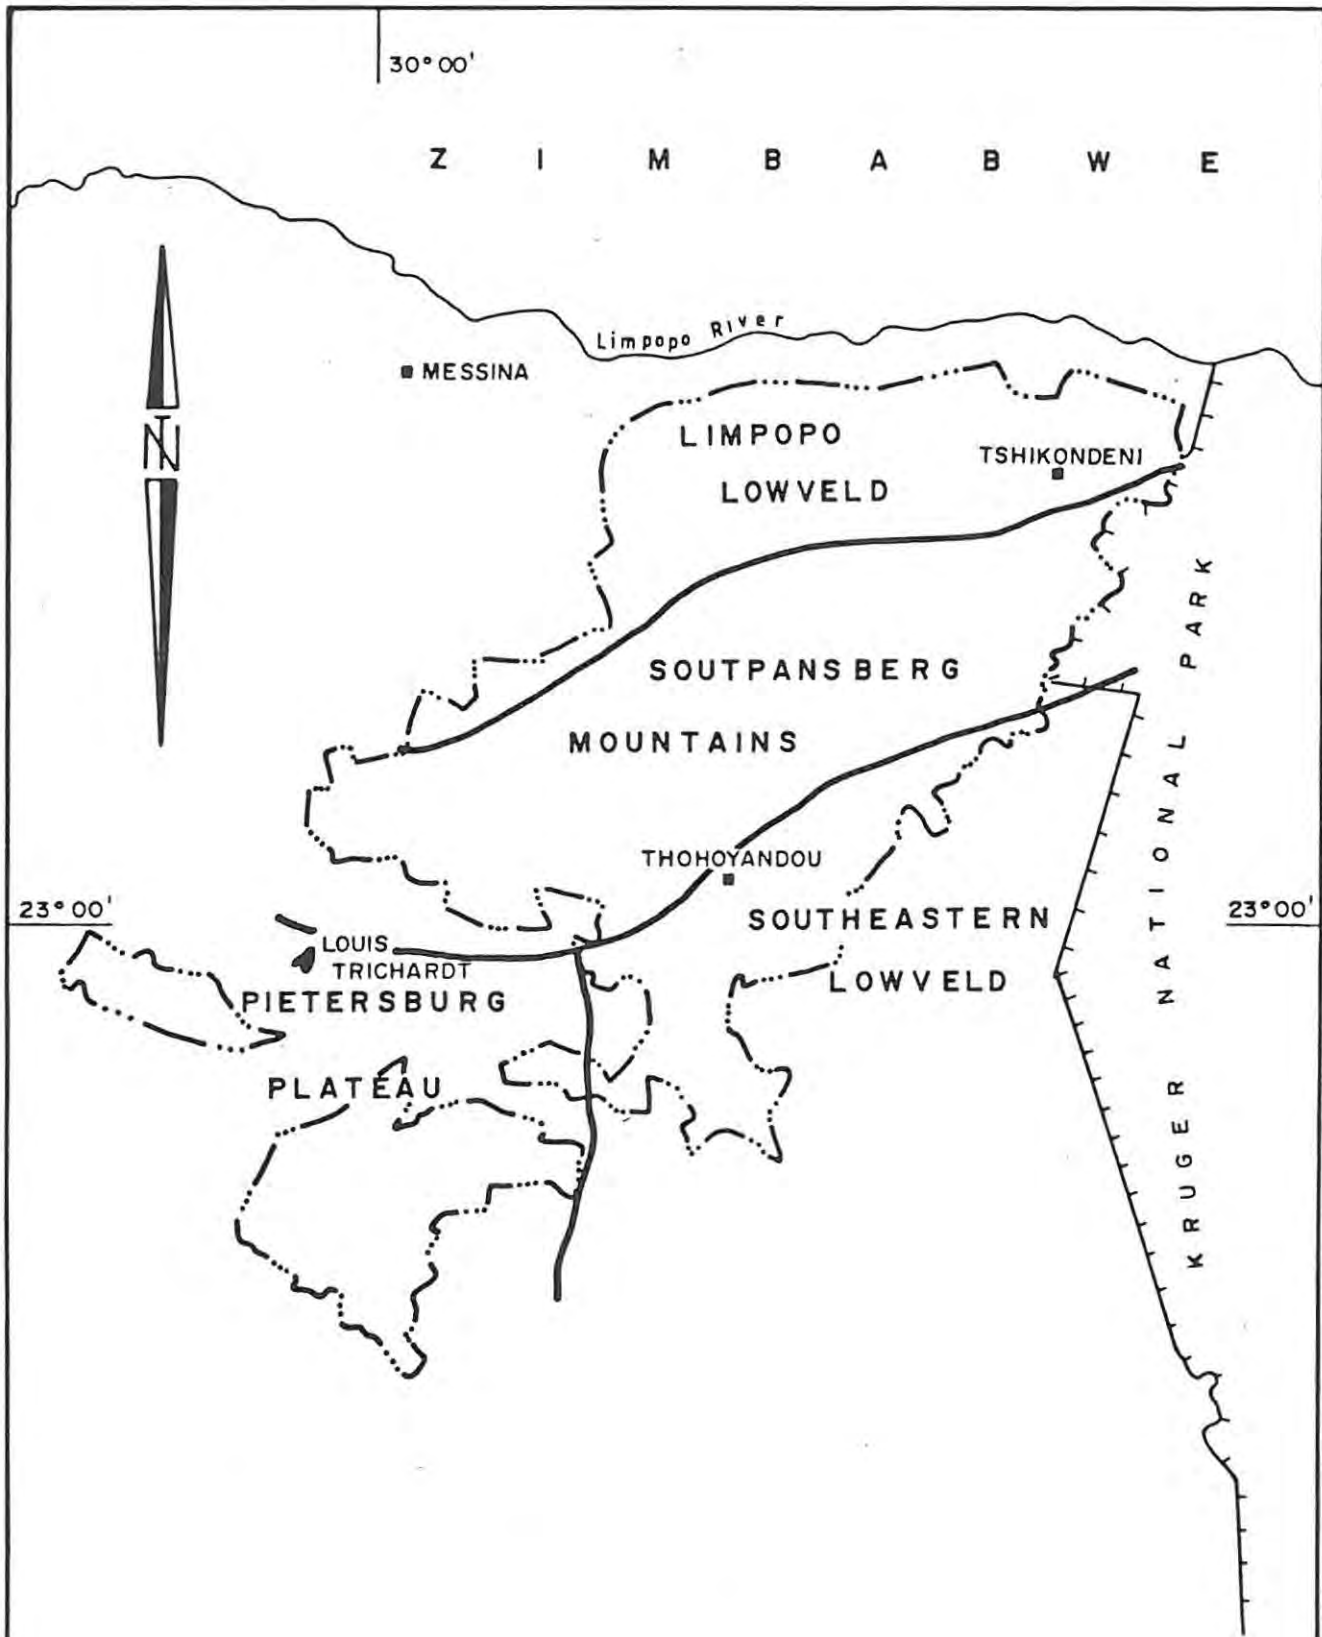 30°00'
ZIMBABWE
Limpopo River
MESSINA
N
LIMPOPO
LOWVELD
TSHIKONDENI
SOUTPANSBERG
MOUNTAINS
KRUGER NATIONAL PARK
THOHOYANDOU
23°00'
23°00'
SOUTHEASTERN
LOWVELD
LOUIS
TRICHARDT
PIETERSBURG
PLATEAU